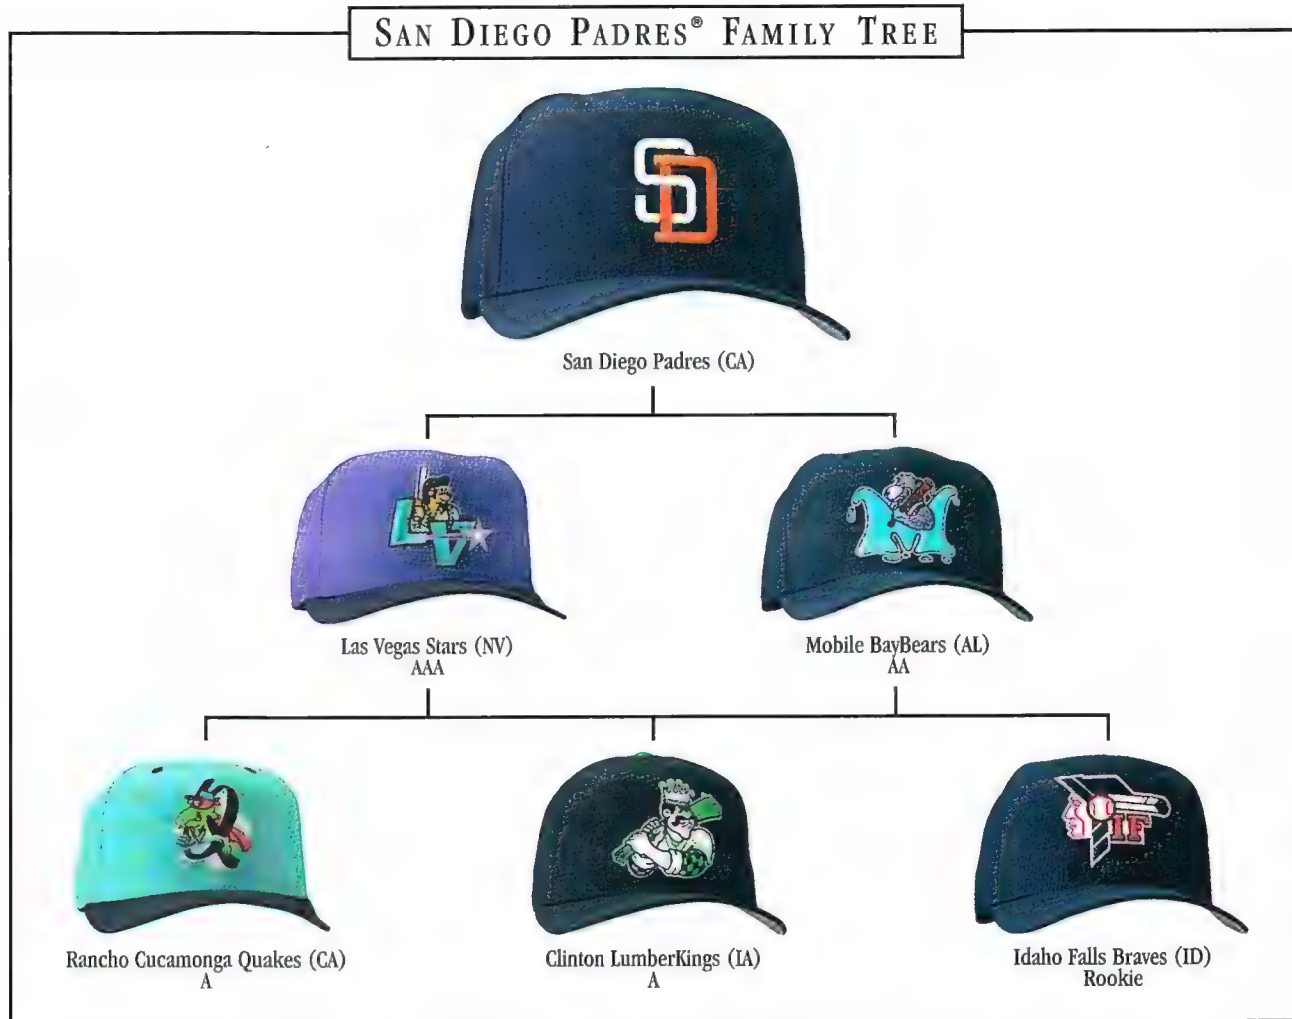 SAN DIEGO PADRES® FAMILY TREE
SD
San Diego Padres (CA)
LV
M
Las Vegas Stars (NV)
AAA
Mobile BayBears (AL)
AA
Q
IF
Rancho Cucamonga Quakes (CA)
A
Clinton LumberKings (IA)
A
Idaho Falls Braves (ID)
Rookie